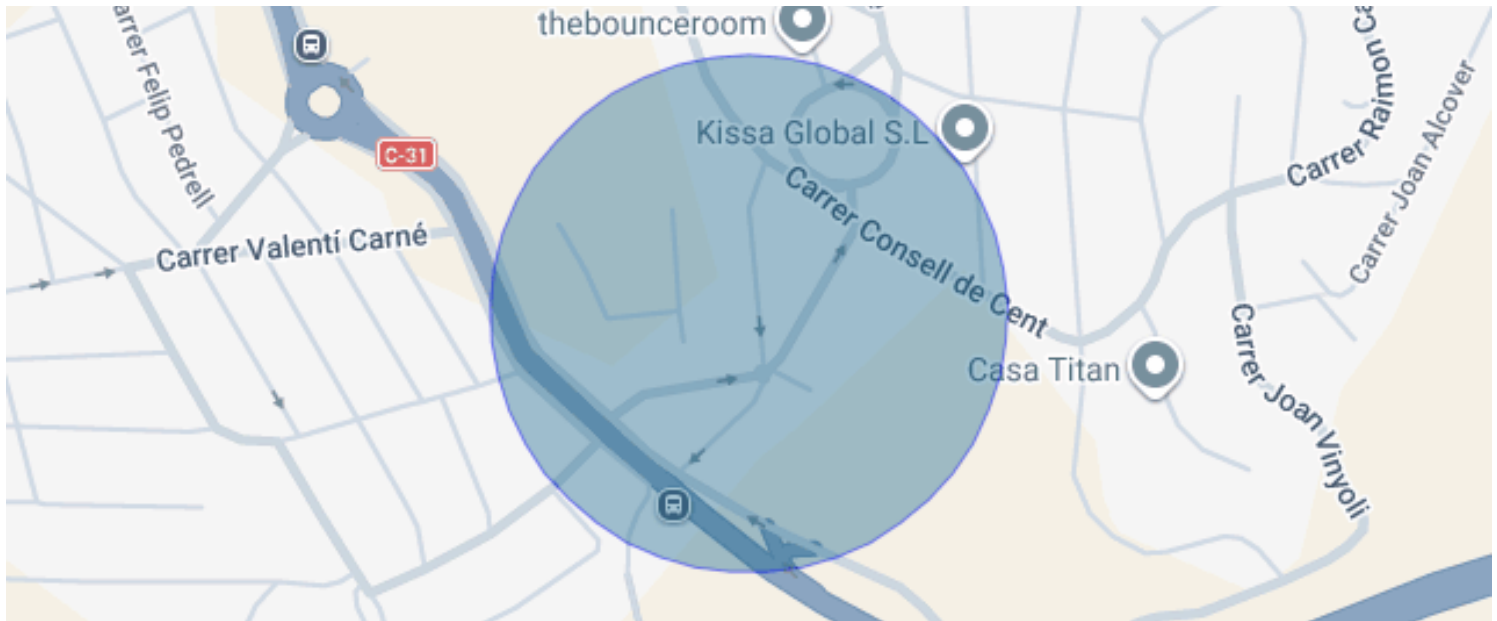 thebounceroom
Carrer Felip Pedrell
C-31
Kissa Global S.L
Carrer Raimon Ca
Carrer Joan Alcover
Carrer Valentí Carné
Carrer Consell de Cent
Casa Titan
Carrer Joan Vinyoli